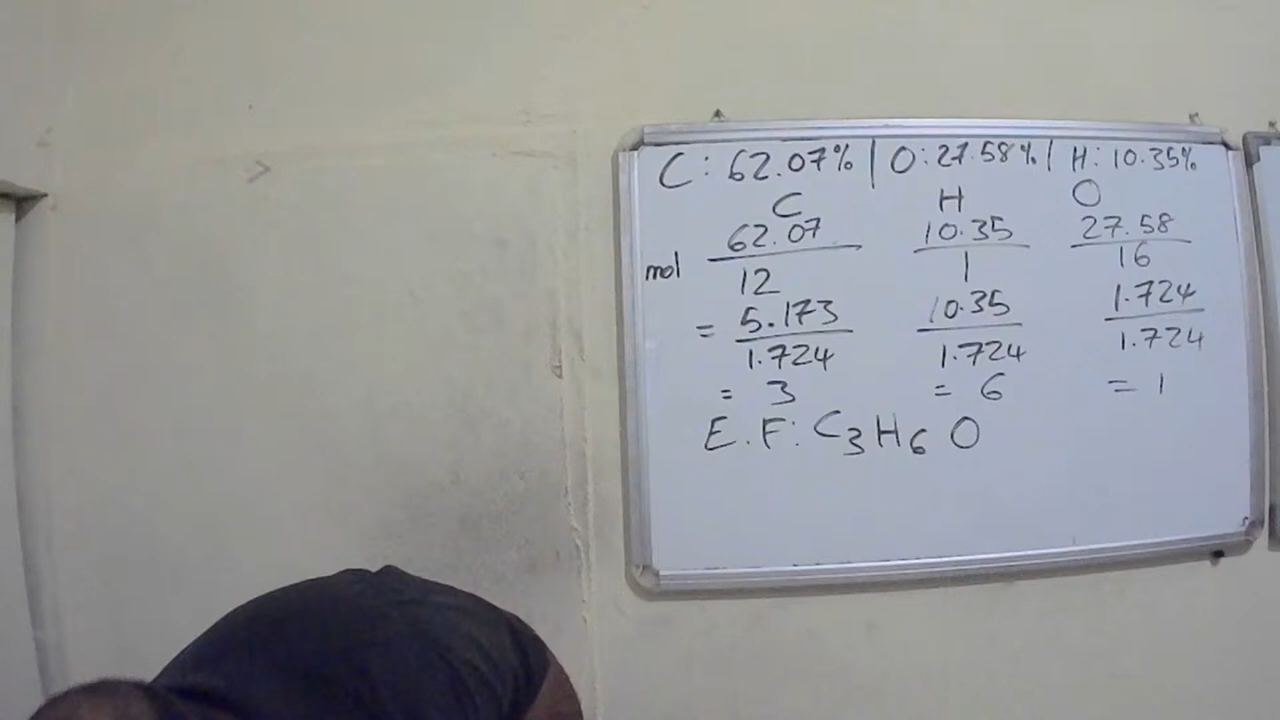 C: 62.07% | O: 27.58% | H: 10.35%
C H O
mol 62.07/12 10.35/1 27.58/16
= 5.173/1.724 10.35/1.724 1.724/1.724
= 3 = 6 = 1
E.F: C₃H₆O